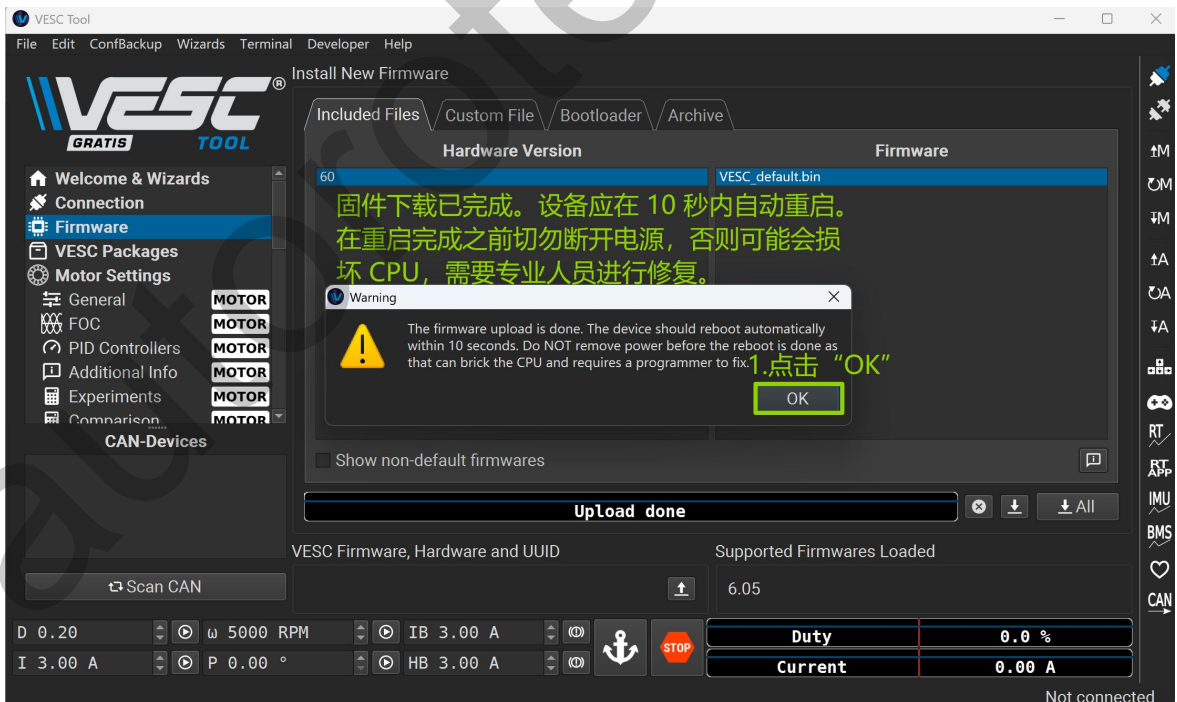 VESC Tool
File Edit ConfBackup Wizards Terminal Developer Help
VESC®
GRATIS TOOL
Welcome & Wizards
Connection
Firmware
VESC Packages
Motor Settings
General MOTOR
FOC MOTOR
PID Controllers MOTOR
Additional Info MOTOR
Experiments MOTOR
Comparison MOTOR
CAN-Devices
Scan CAN
Install New Firmware
Included Files Custom File Bootloader Archive
Hardware Version Firmware
60 VESC_default.bin
固件下载已完成。设备应在 10 秒内自动重启。
在重启完成之前切勿断开电源，否则可能会损
坏 CPU，需要专业人员进行修复。
Warning
The firmware upload is done. The device should reboot automatically
within 10 seconds. Do NOT remove power before the reboot is done as
that can brick the CPU and requires a programmer to fix.
1.点击“OK”
OK
Show non-default firmwares
Upload done
All
VESC Firmware, Hardware and UUID Supported Firmwares Loaded
6.05
D 0.20 ω 5000 RPM IB 3.00 A
I 3.00 A P 0.00 ° HB 3.00 A
STOP
Duty 0.0 %
Current 0.00 A
Not connected
M
M
M
A
A
A
RT
RT APP
IMU
BMS
CAN
autorote